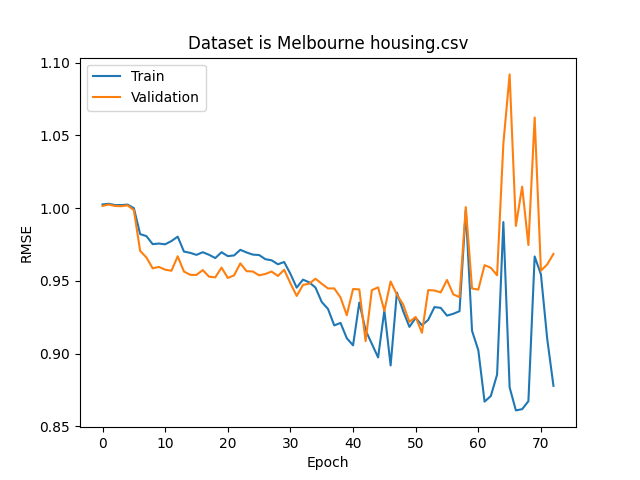 Dataset is Melbourne housing.csv
Train
Validation
RMSE
1.10
1.05
1.00
0.95
0.90
0.85
0 10 20 30 40 50 60 70
Epoch